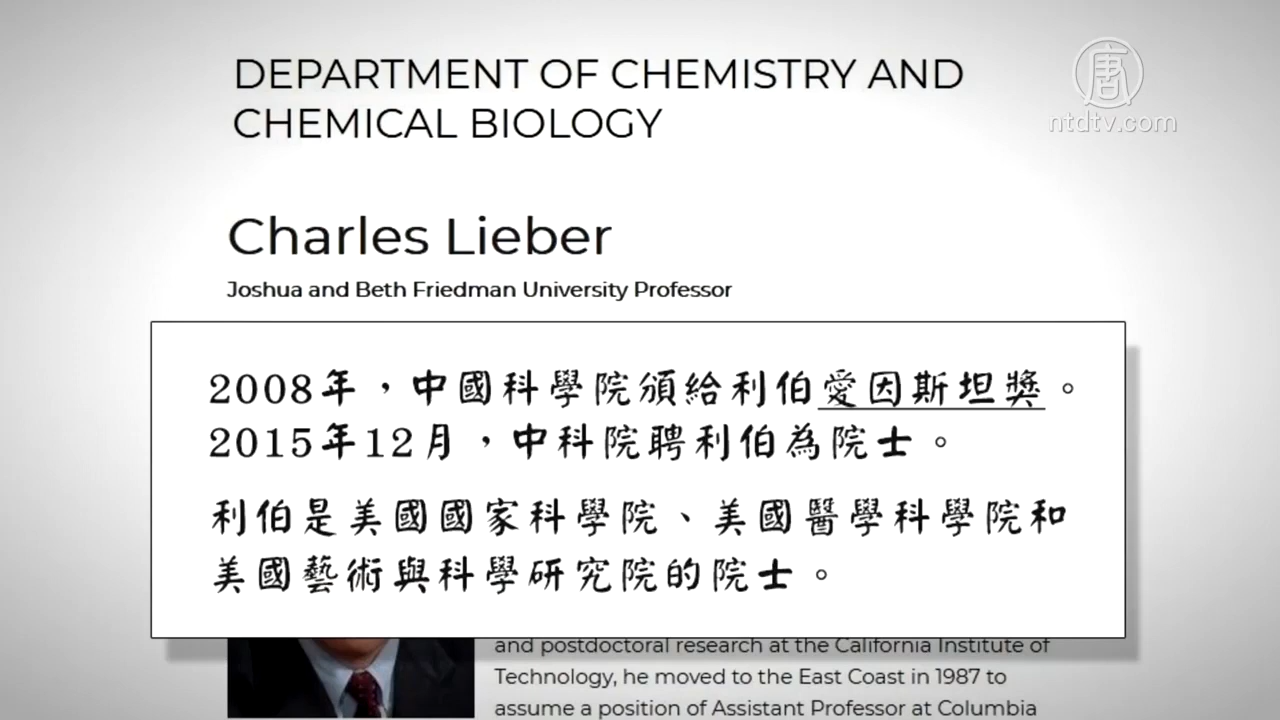 DEPARTMENT OF CHEMISTRY AND
CHEMICAL BIOLOGY
唐
ntdtv.com
Charles Lieber
Joshua and Beth Friedman University Professor
2008年，中國科學院頒給利伯愛因斯坦獎。
2015年12月，中科院聘利伯為院士。
利伯是美國國家科學院、美國醫學科學院和
美國藝術與科學研究院的院士。
and postdoctoral research at the California Institute of
Technology, he moved to the East Coast in 1987 to
assume a position of Assistant Professor at Columbia